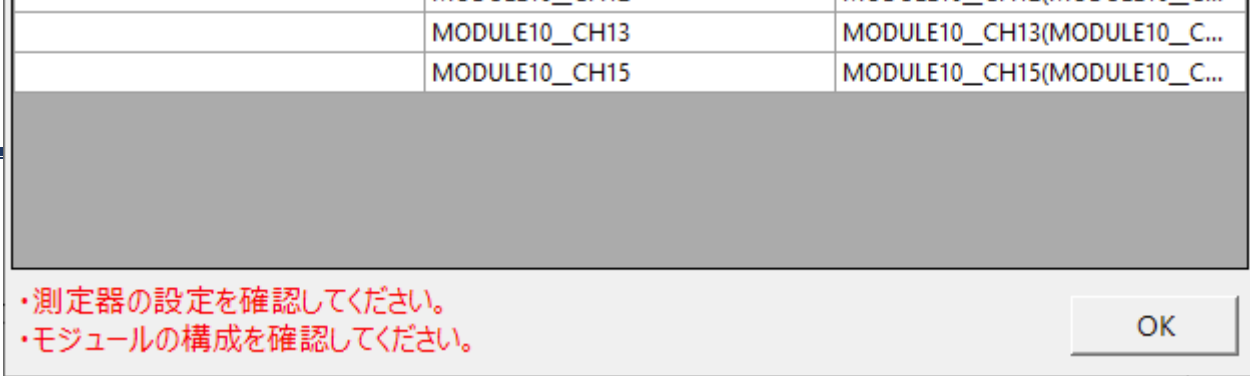 MODULE10__CH13 MODULE10__CH13(MODULE10__C...
MODULE10__CH15 MODULE10__CH15(MODULE10__C...
・測定器の設定を確認してください。
・モジュールの構成を確認してください。
OK